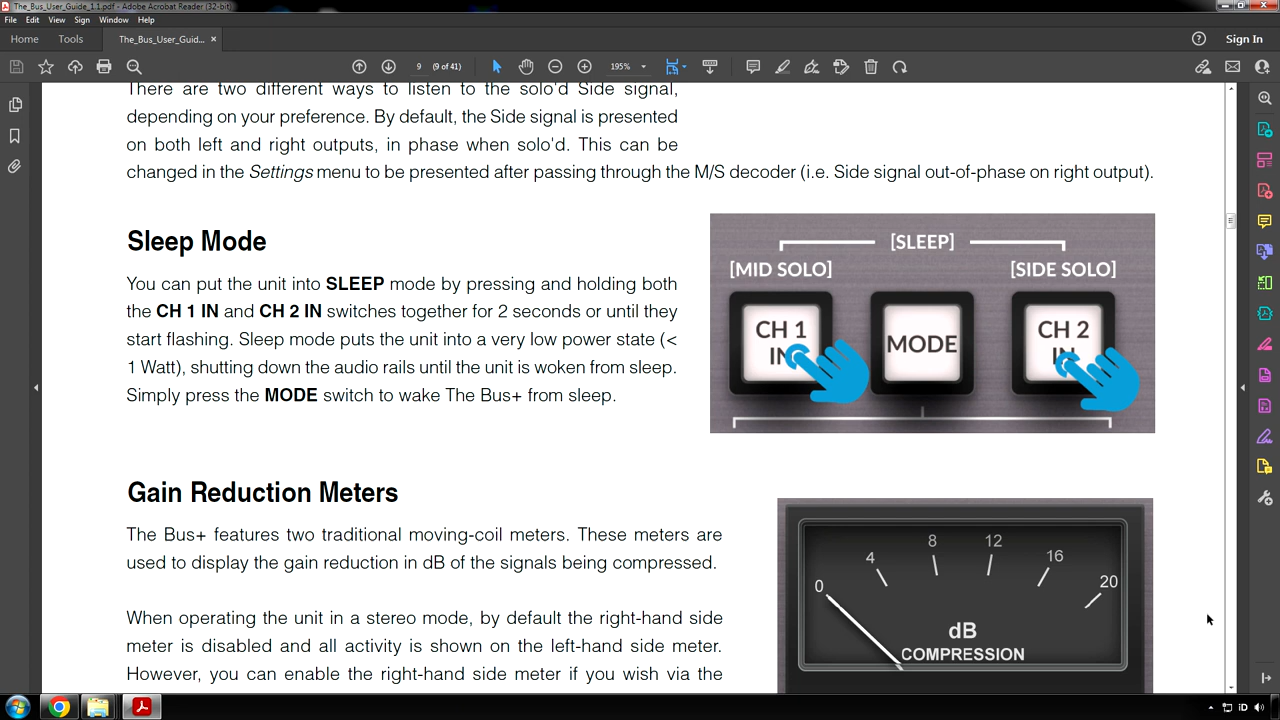 The_Bus_User_Guide_1.1.pdf - Adobe Acrobat Reader (32-bit)
File Edit View Sign Window Help
Home Tools The_Bus_User_Guid... × Sign In
9 (9 of 41) 195%
There are two different ways to listen to the solo'd Side signal,
depending on your preference. By default, the Side signal is presented
on both left and right outputs, in phase when solo'd. This can be
changed in the Settings menu to be presented after passing through the M/S decoder (i.e. Side signal out-of-phase on right output).
Sleep Mode
You can put the unit into SLEEP mode by pressing and holding both
the CH 1 IN and CH 2 IN switches together for 2 seconds or until they
start flashing. Sleep mode puts the unit into a very low power state (<
1 Watt), shutting down the audio rails until the unit is woken from sleep.
Simply press the MODE switch to wake The Bus+ from sleep.
[SLEEP]
[MID SOLO] [SIDE SOLO]
CH 1 IN
MODE
CH 2 IN
Gain Reduction Meters
The Bus+ features two traditional moving-coil meters. These meters are
used to display the gain reduction in dB of the signals being compressed.
When operating the unit in a stereo mode, by default the right-hand side
meter is disabled and all activity is shown on the left-hand side meter.
However, you can enable the right-hand side meter if you wish via the
0 4 8 12 16 20
dB
COMPRESSION
iD